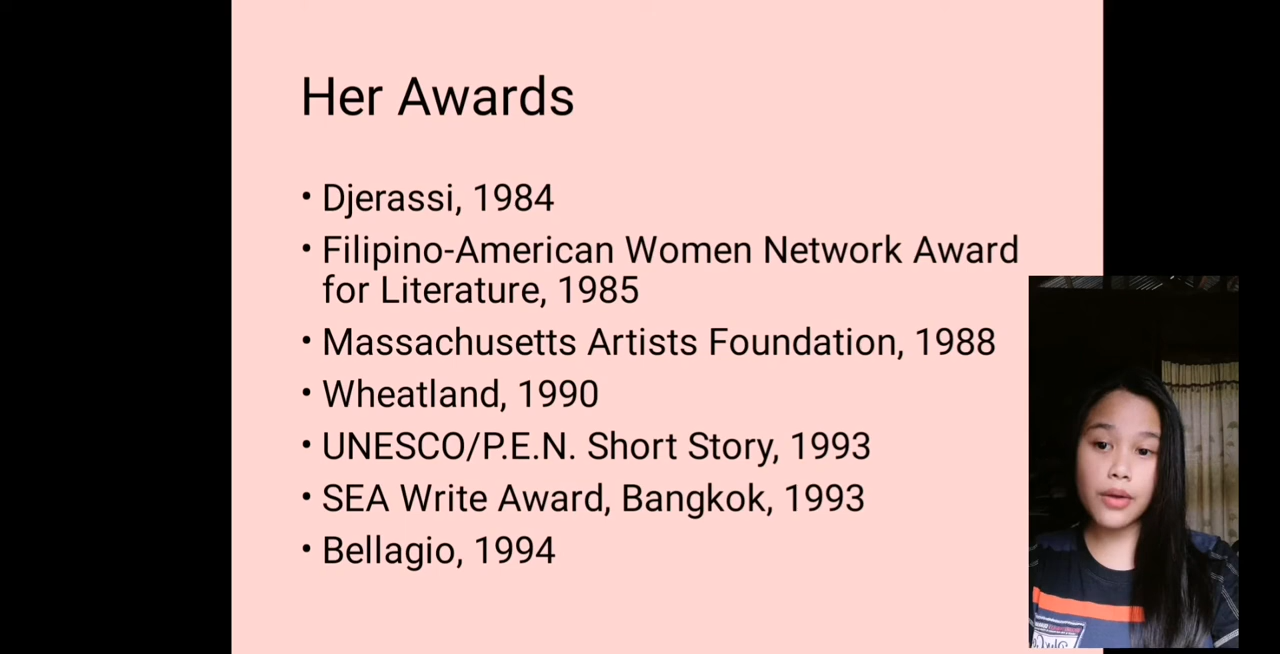 Her Awards
• Djerassi, 1984
• Filipino-American Women Network Award
for Literature, 1985
• Massachusetts Artists Foundation, 1988
• Wheatland, 1990
• UNESCO/P.E.N. Short Story, 1993
• SEA Write Award, Bangkok, 1993
• Bellagio, 1994